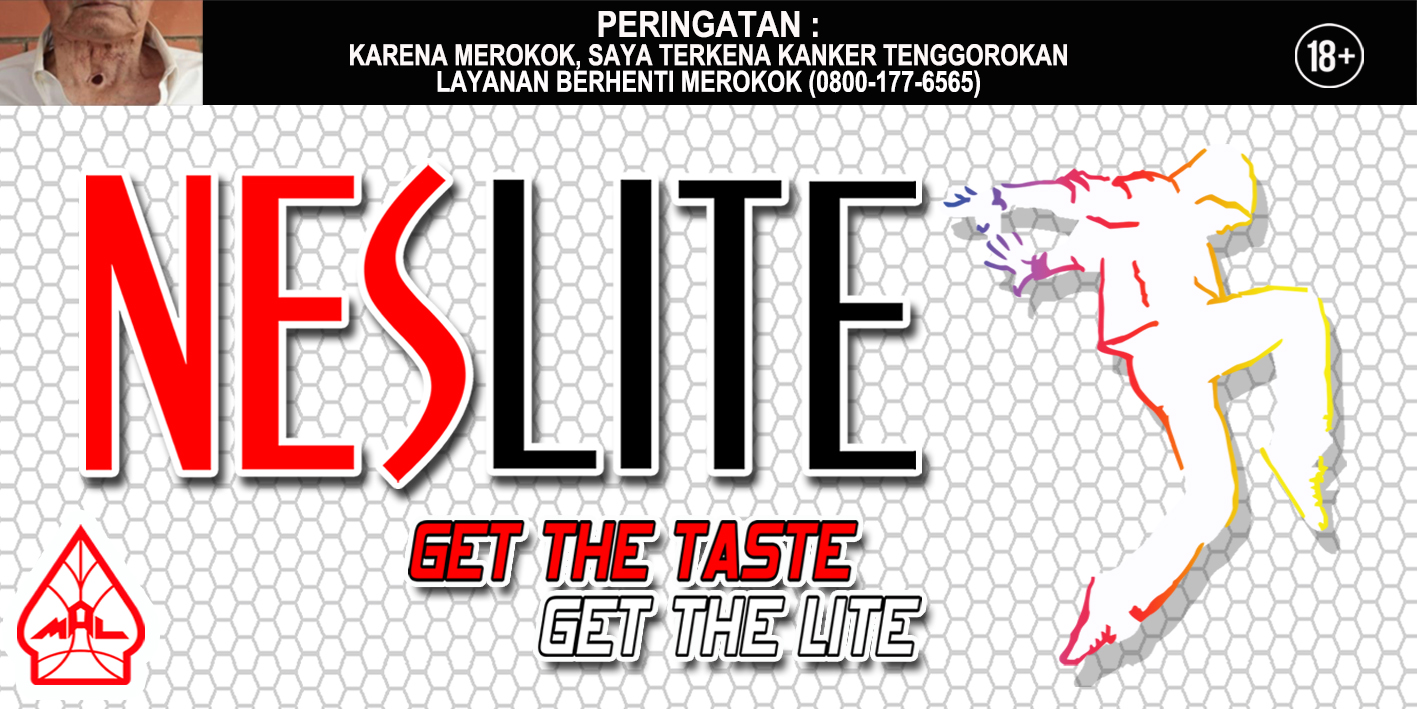 PERINGATAN :
KARENA MEROKOK, SAYA TERKENA KANKER TENGGOROKAN
LAYANAN BERHENTI MEROKOK (0800-177-6565)
18+
NESLITE
GET THE TASTE
GET THE LITE
MAL